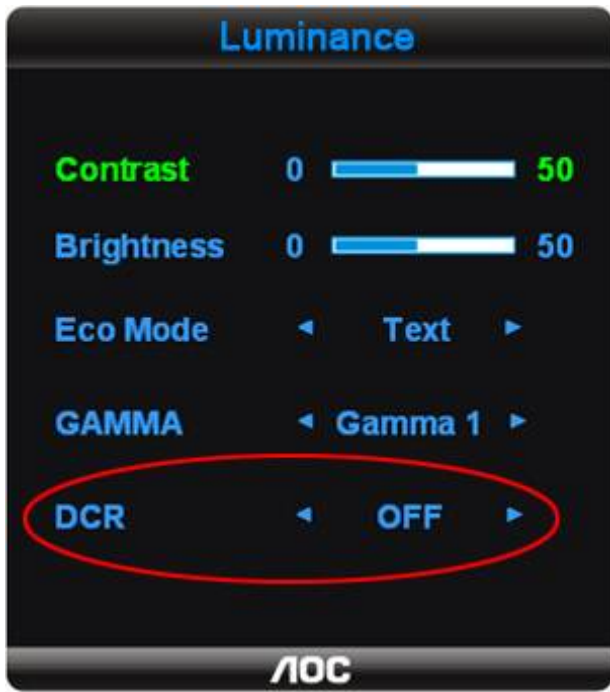 Luminance
Contrast 0 50
Brightness 0 50
Eco Mode Text
GAMMA Gamma 1
DCR OFF
AOC